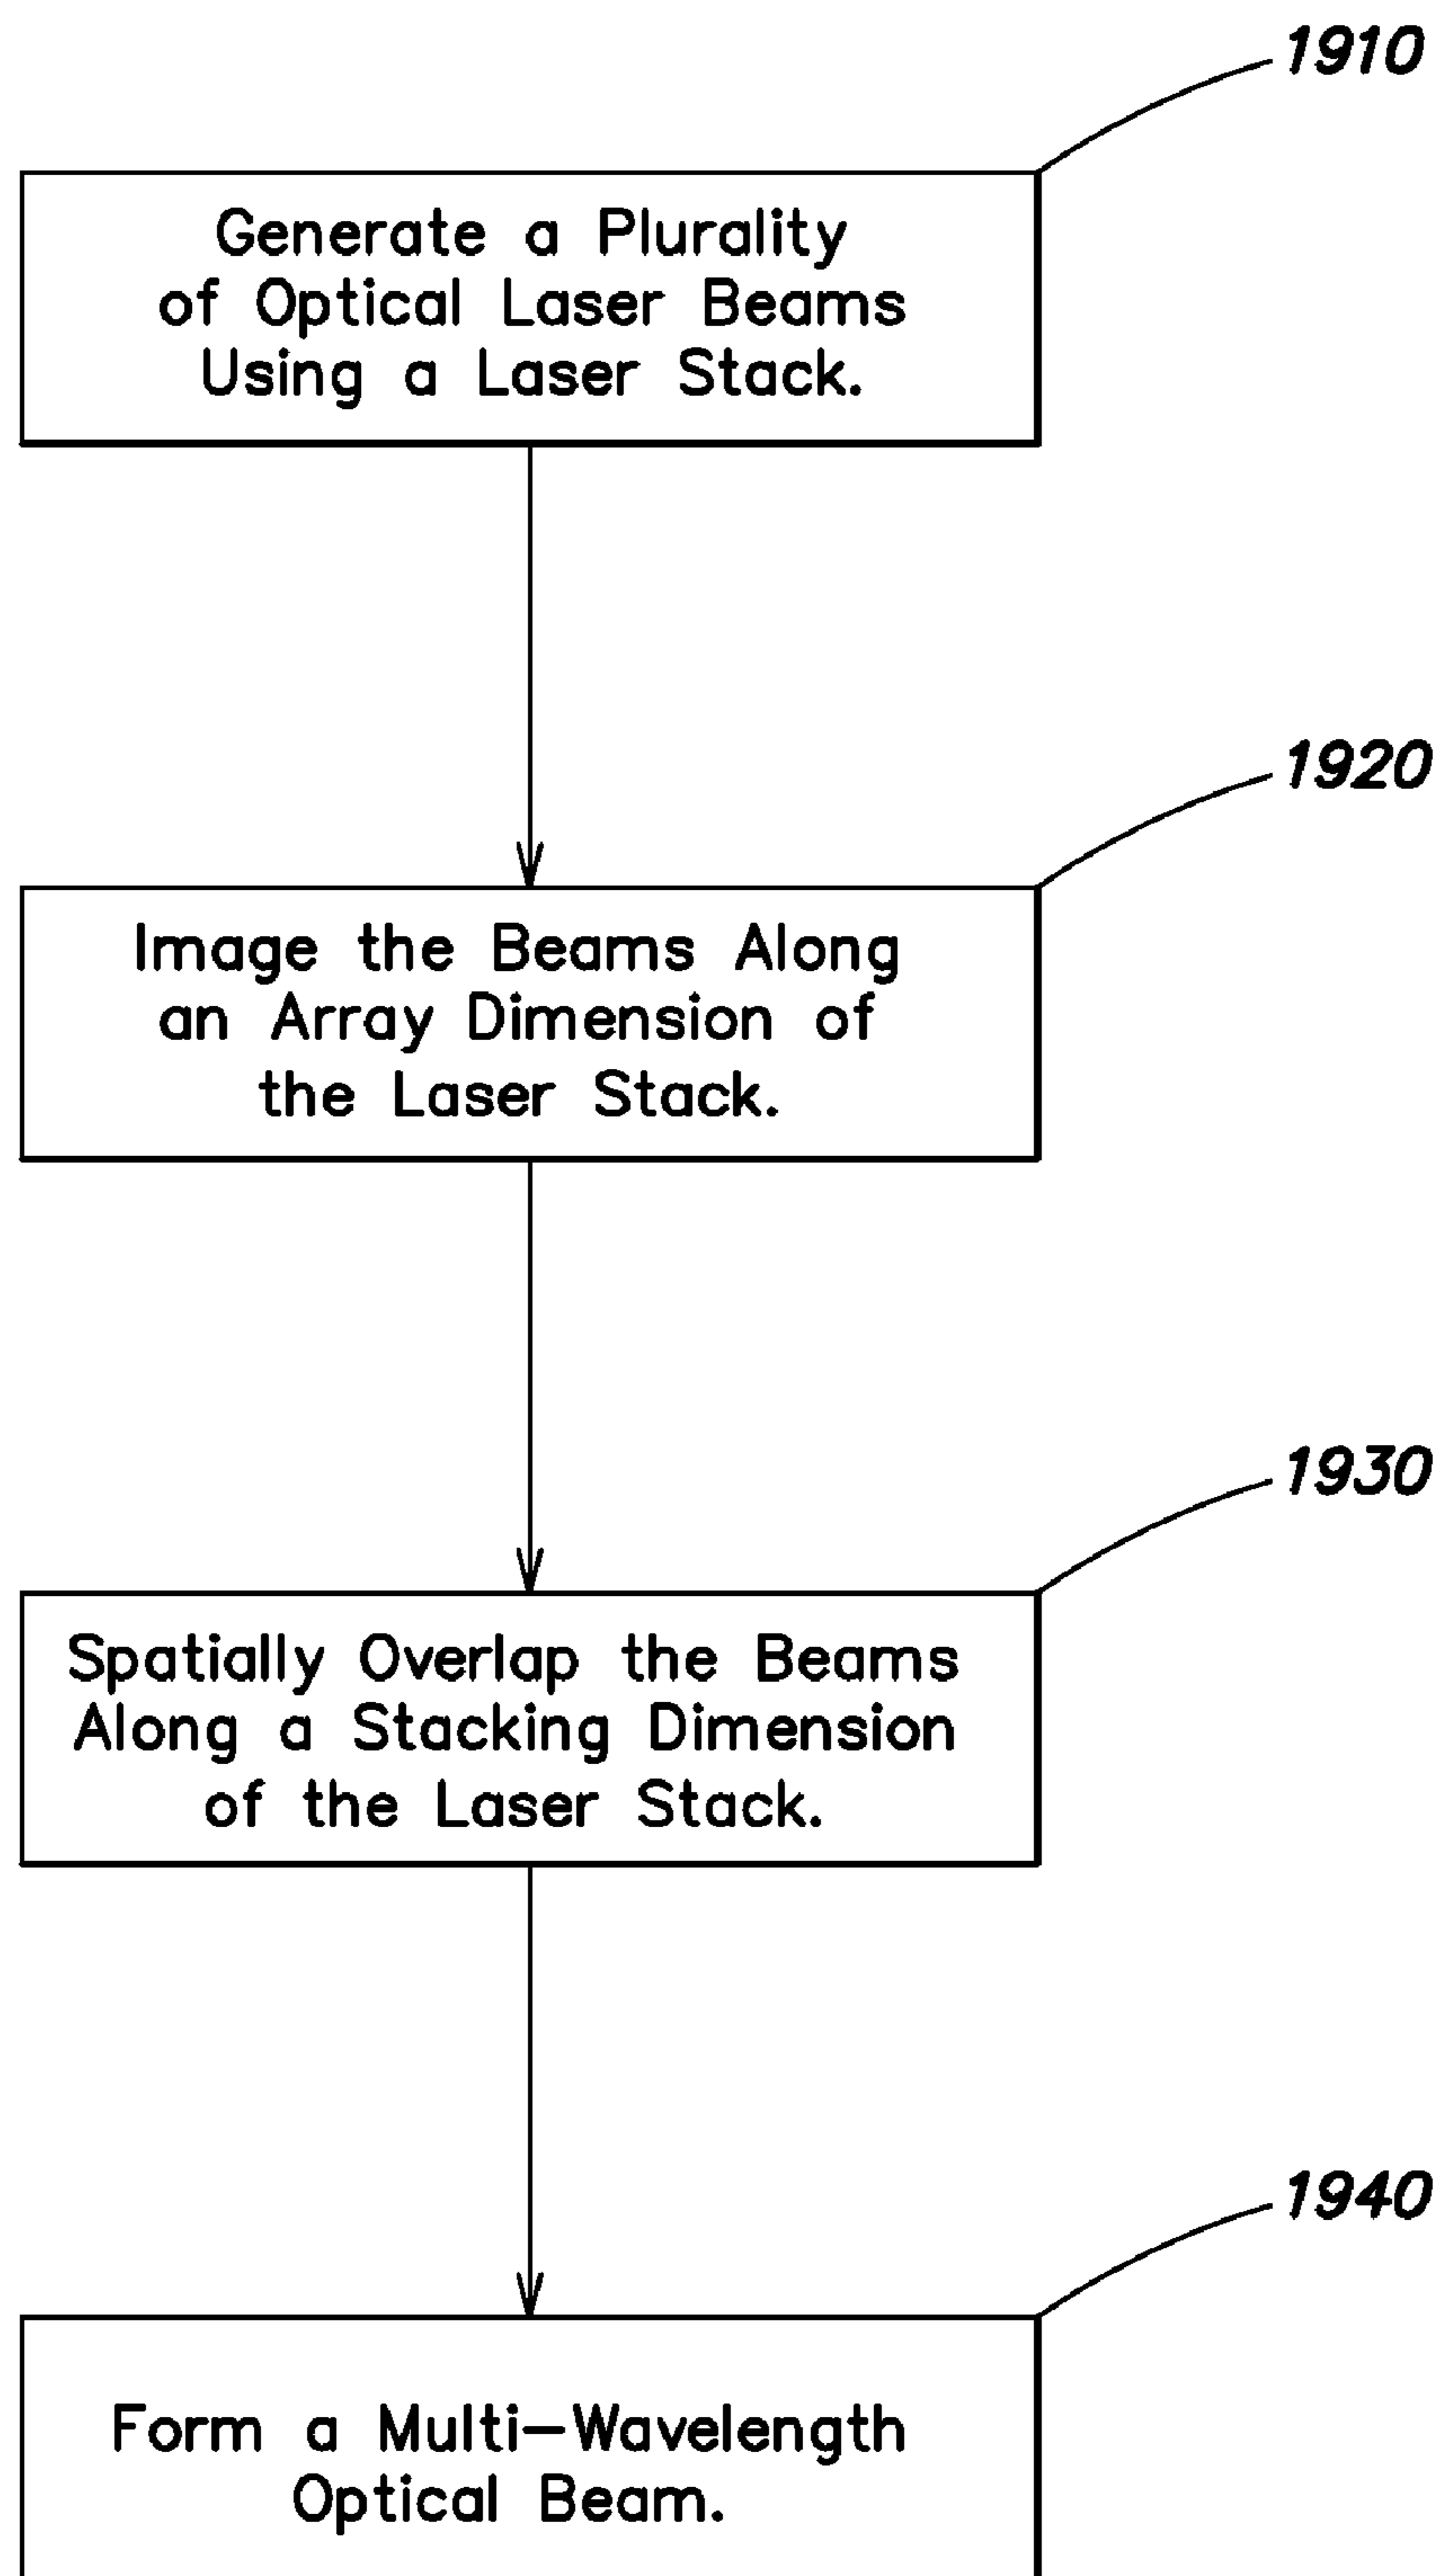 1910
Generate a Plurality
of Optical Laser Beams
Using a Laser Stack.
1920
Image the Beams Along
an Array Dimension of
the Laser Stack.
1930
Spatially Overlap the Beams
Along a Stacking Dimension
of the Laser Stack.
1940
Form a Multi-Wavelength
Optical Beam.